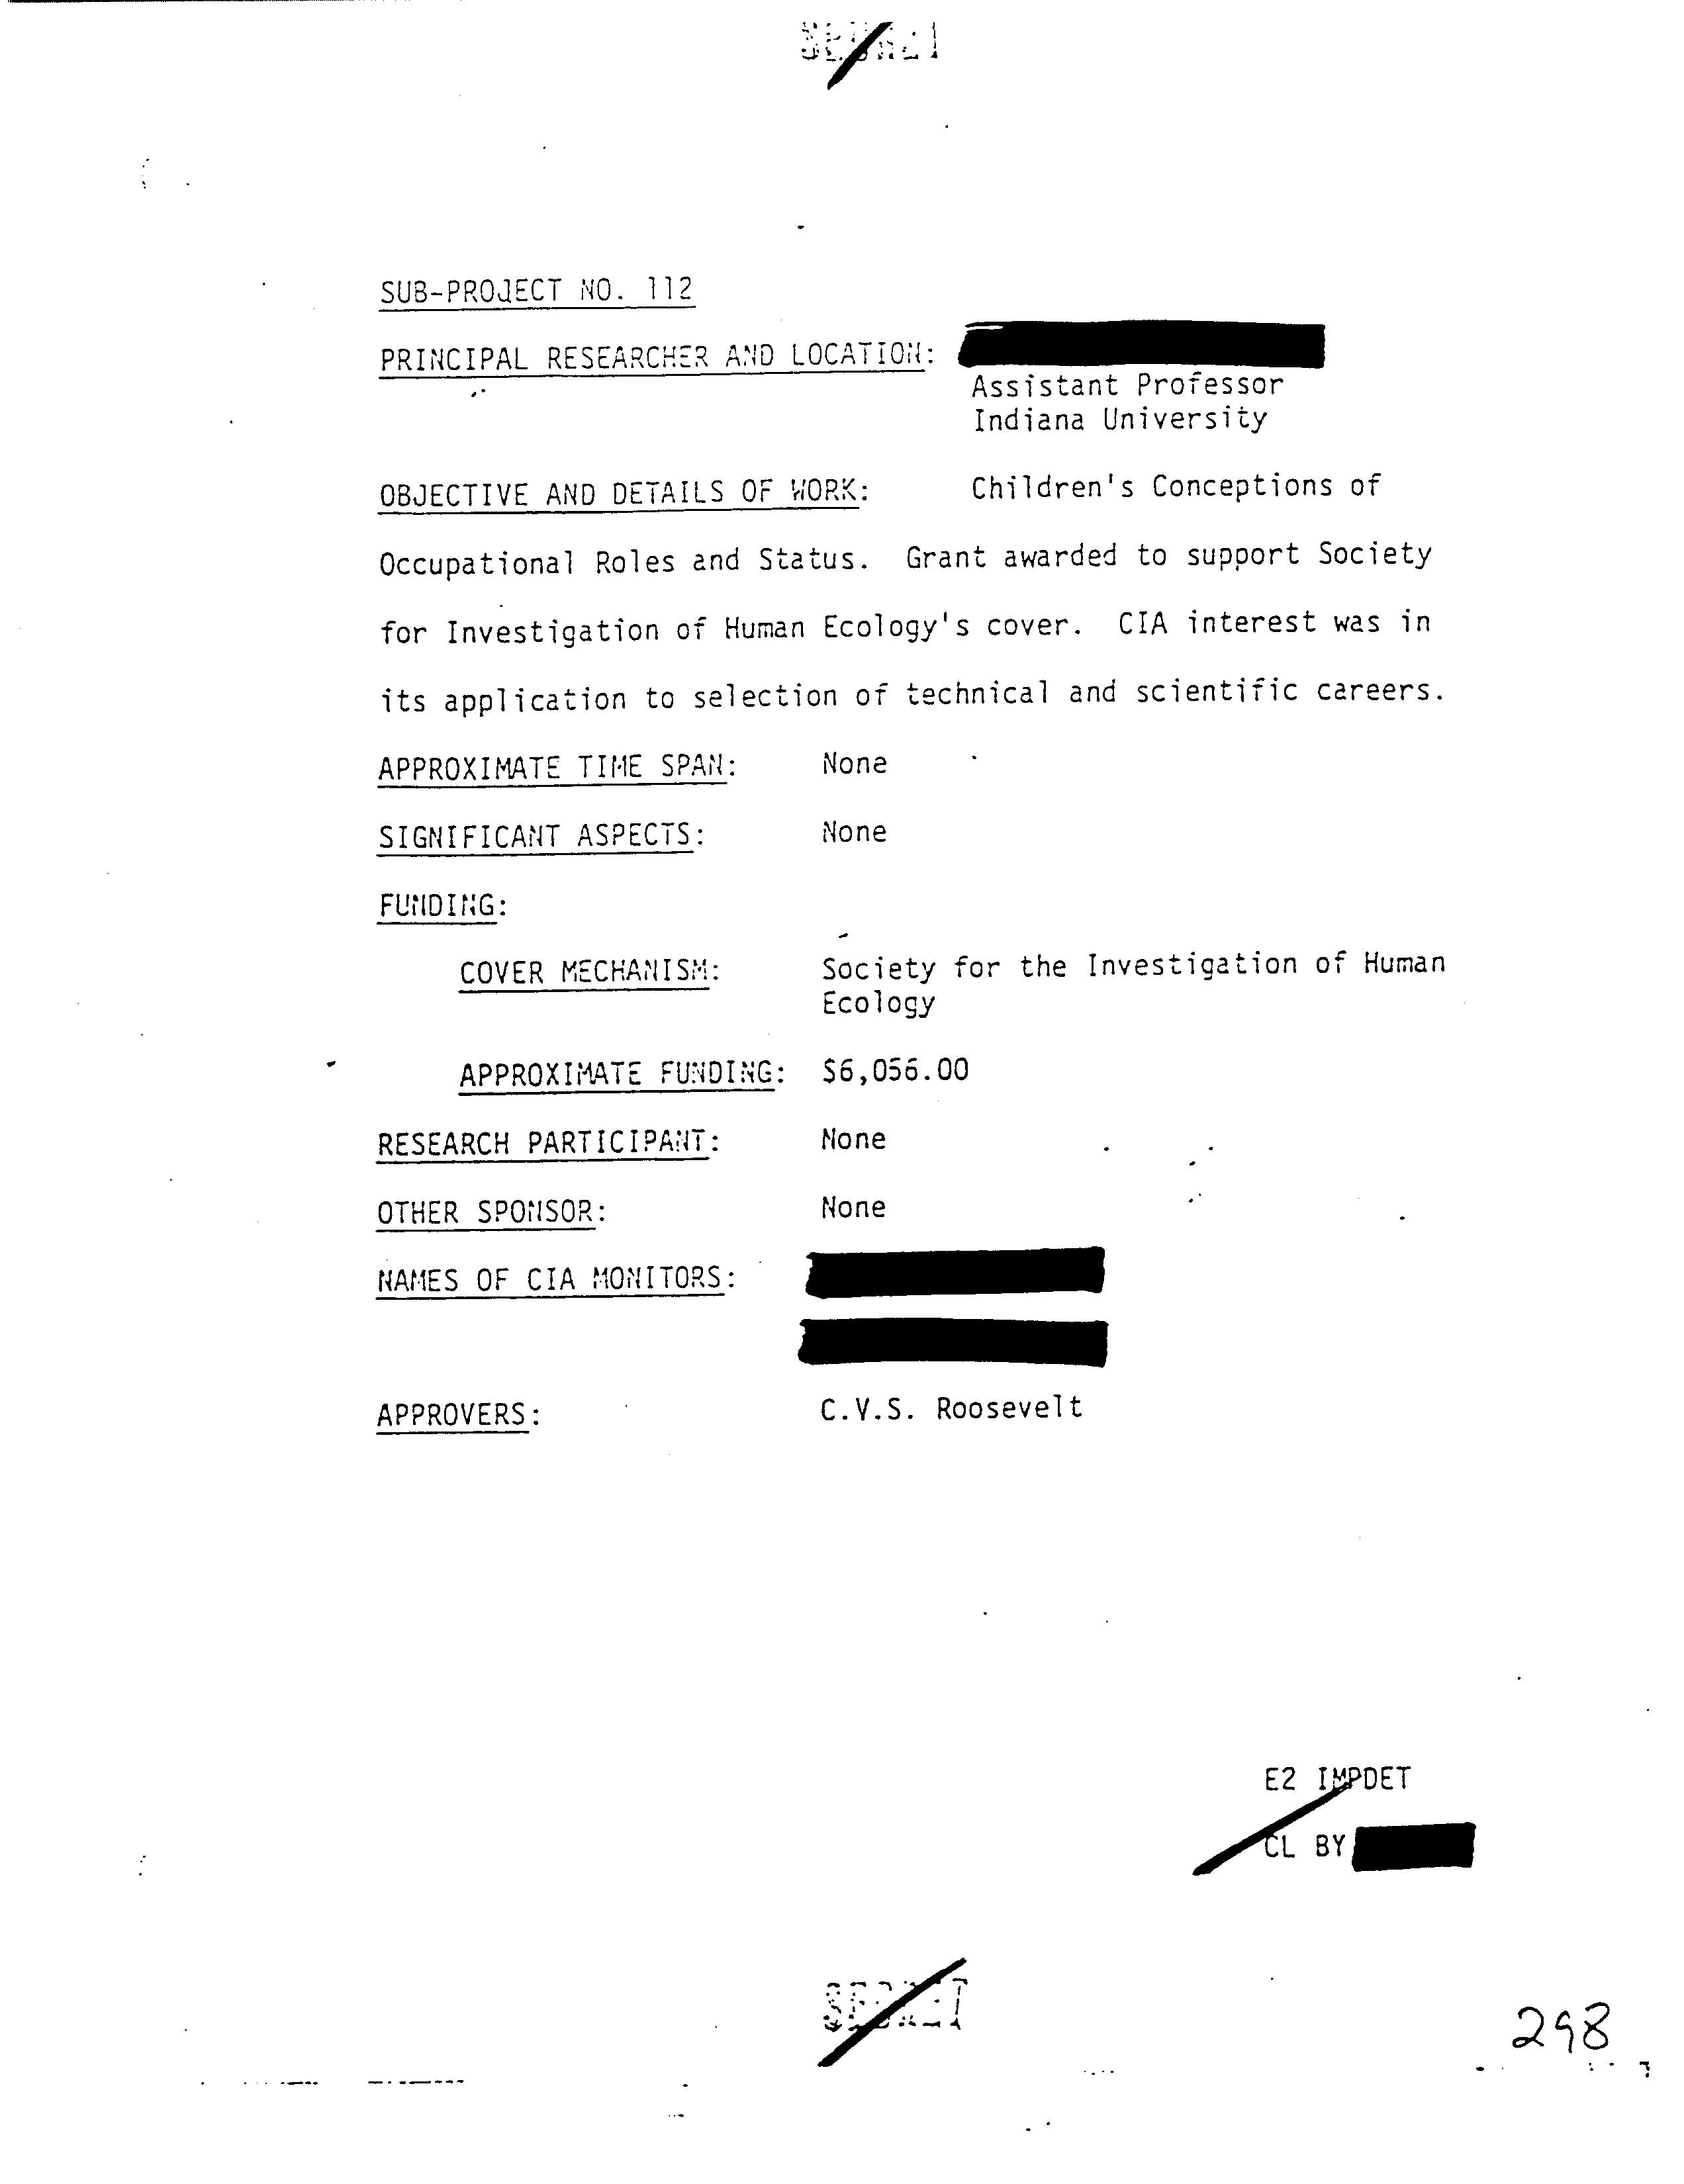 SECRET
SUB-PROJECT NO. 112
PRINCIPAL RESEARCHER AND LOCATION:
Assistant Professor
Indiana University
OBJECTIVE AND DETAILS OF WORK: Children's Conceptions of
Occupational Roles and Status. Grant awarded to support Society
for Investigation of Human Ecology's cover. CIA interest was in
its application to selection of technical and scientific careers.
APPROXIMATE TIME SPAN: None
SIGNIFICANT ASPECTS: None
FUNDING:
COVER MECHANISM: Society for the Investigation of Human
Ecology
APPROXIMATE FUNDING: $6,056.00
RESEARCH PARTICIPANT: None
OTHER SPONSOR: None
NAMES OF CIA MONITORS:
APPROVERS: C.V.S. Roosevelt
E2 IMPDET
CL BY
SECRET
298